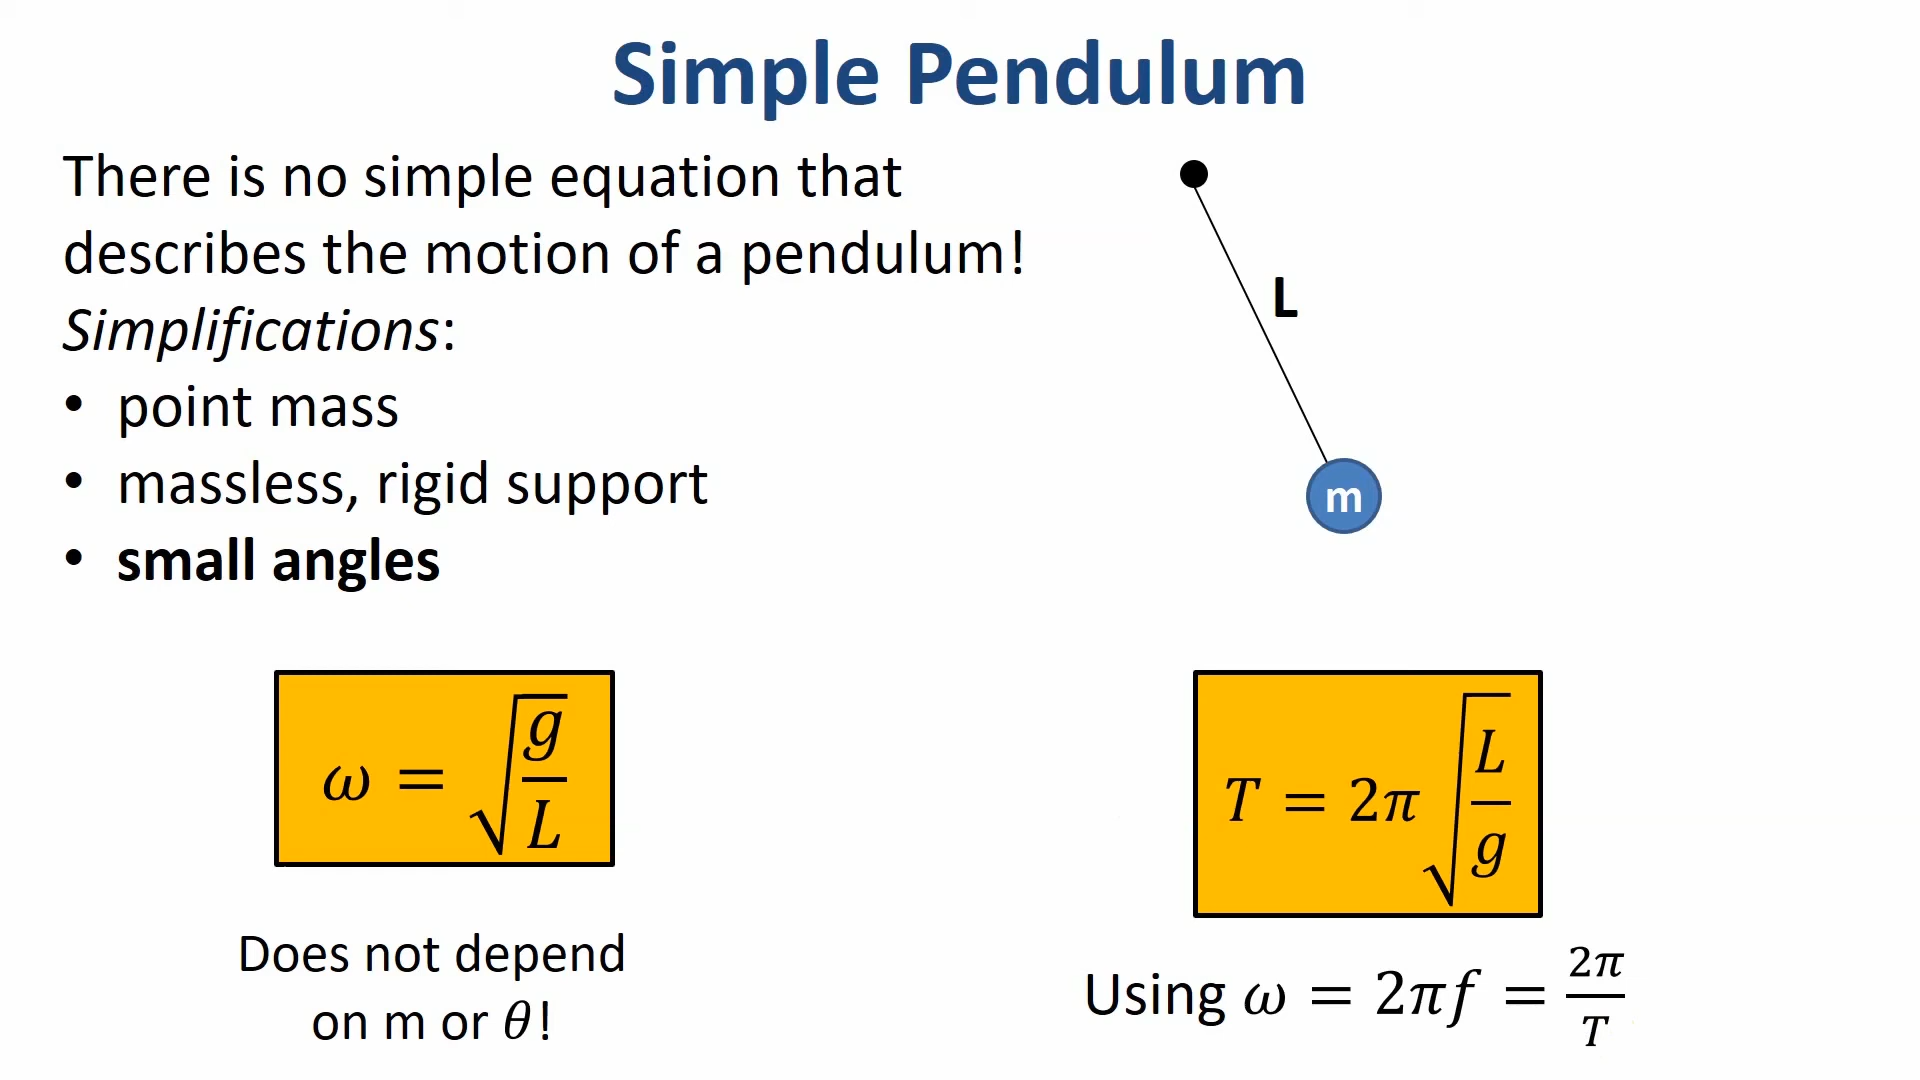 Simple Pendulum
There is no simple equation that
describes the motion of a pendulum!
Simplifications:
• point mass
• massless, rigid support
• small angles
L
m
ω = √(g/L)
Does not depend
on m or θ!
T = 2π √(L/g)
Using ω = 2πf = 2π/T